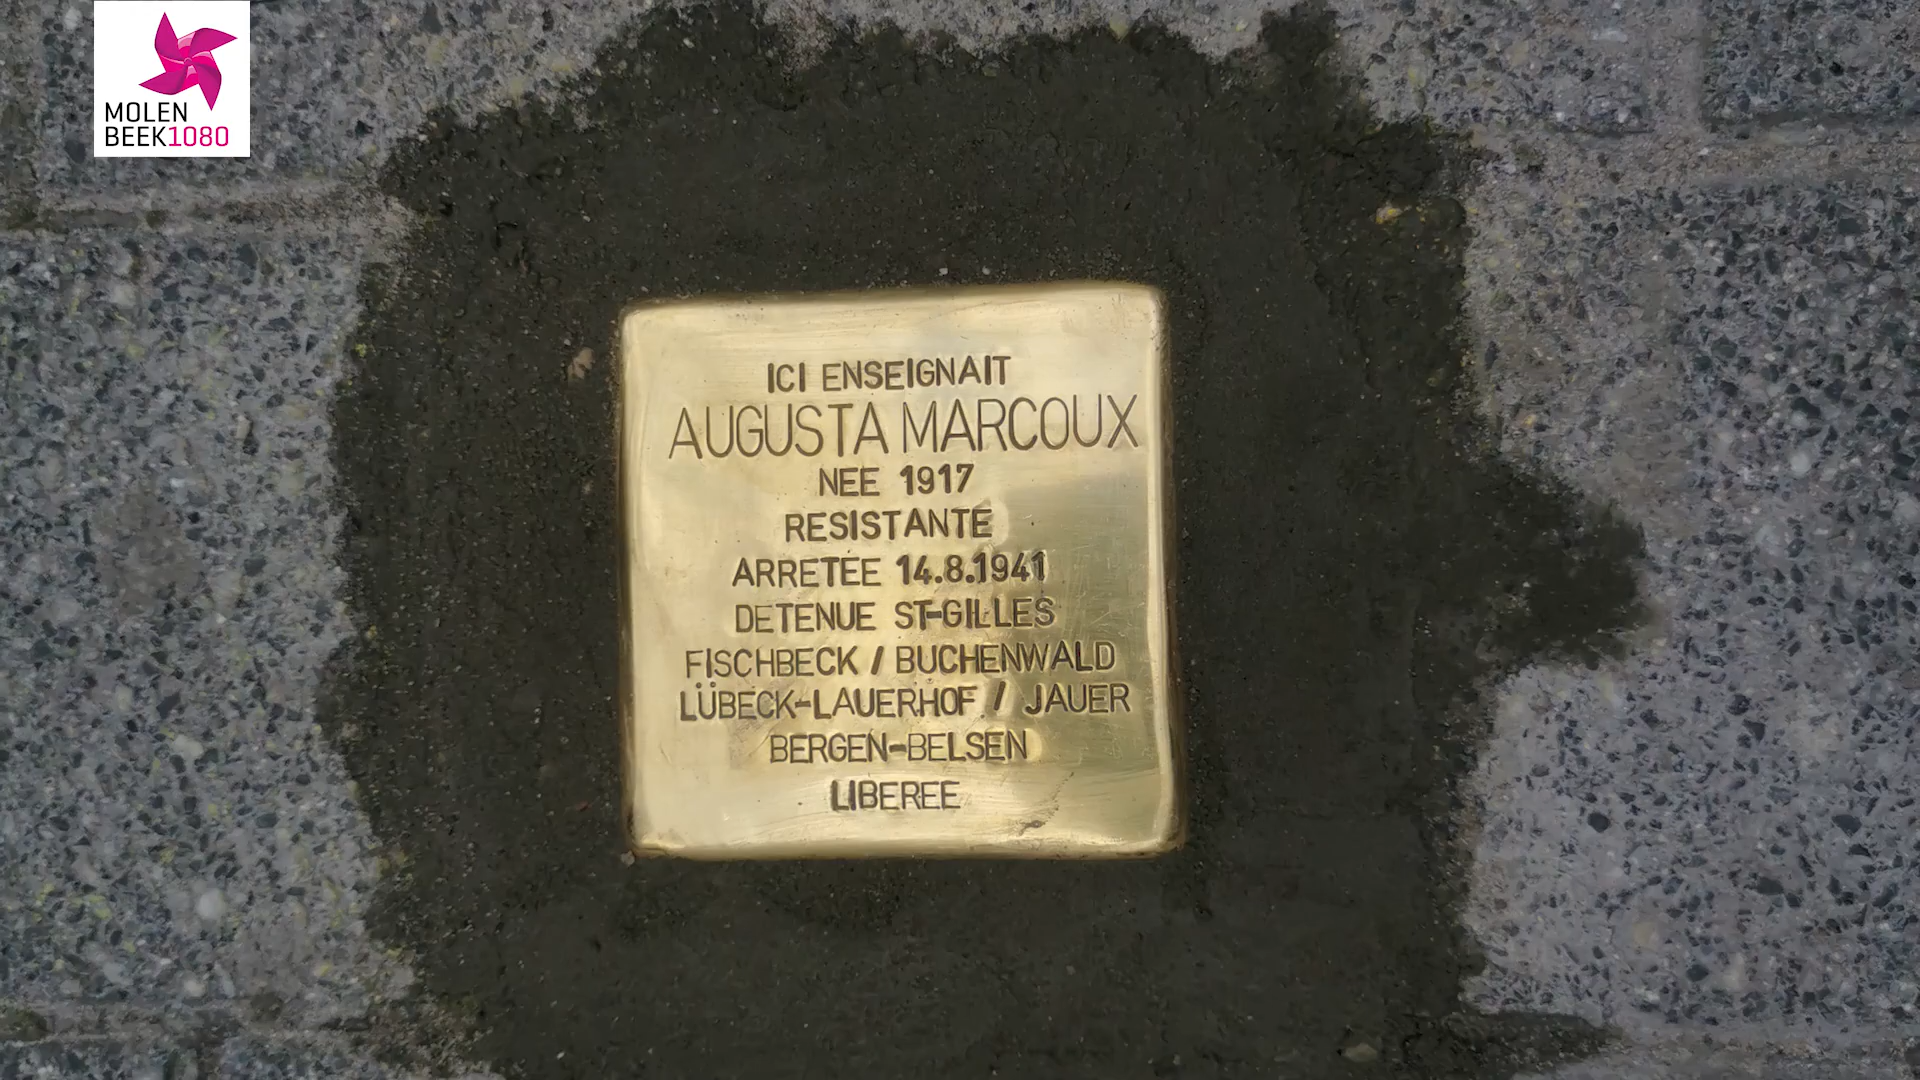 MOLEN
BEEK1080
ICI ENSEIGNAIT
AUGUSTA MARCOUX
NEE 1917
RESISTANTE
ARRETEE 14.8.1941
DETENUE ST-GILLES
FISCHBECK / BUCHENWALD
LÜBECK-LAUERHOF / JAUER
BERGEN-BELSEN
LIBEREE